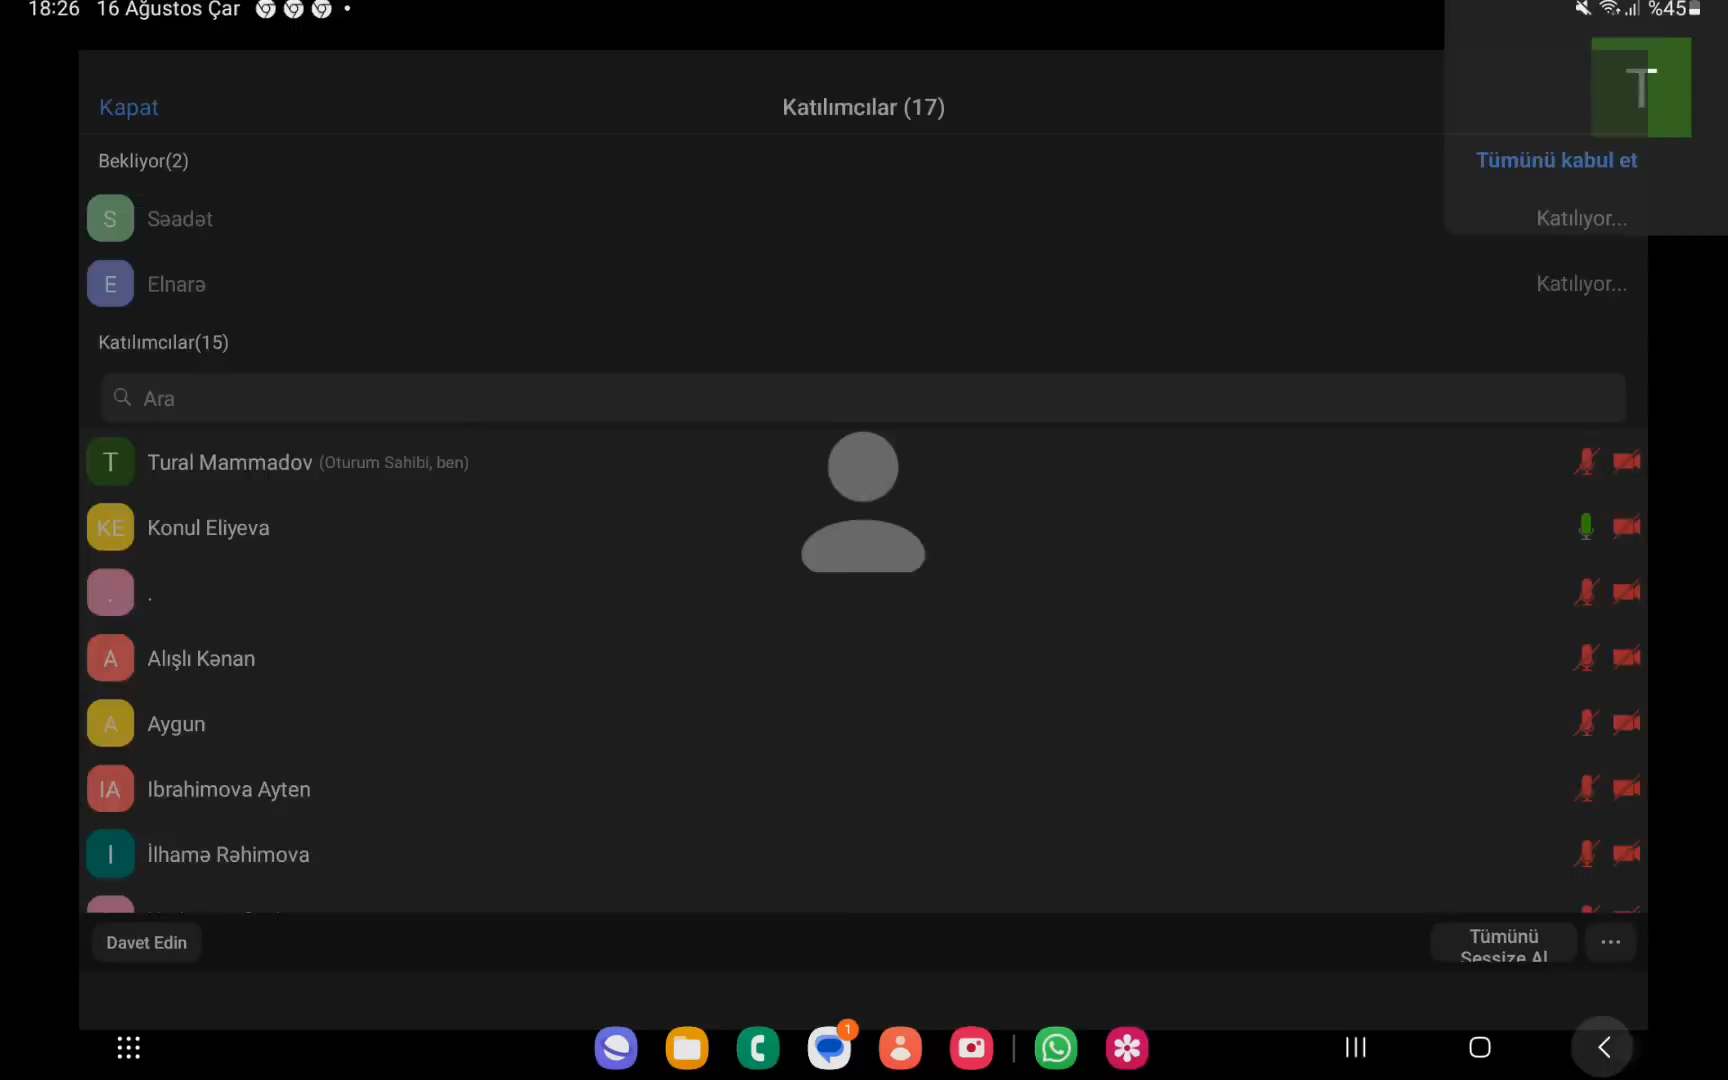 18:26 16 Ağustos Çar
%45
T
Kapat
Katılımcılar (17)
Bekliyor(2)
Tümünü kabul et
S Səadət Katılıyor...
E Elnarə Katılıyor...
Katılımcılar(15)
Ara
T Tural Mammadov (Oturum Sahibi, ben)
KE Konul Eliyeva
. .
A Alışlı Kənan
A Aygun
IA Ibrahimova Ayten
I İlhamə Rəhimova
Davet Edin
Tümünü
Sessize Al
1